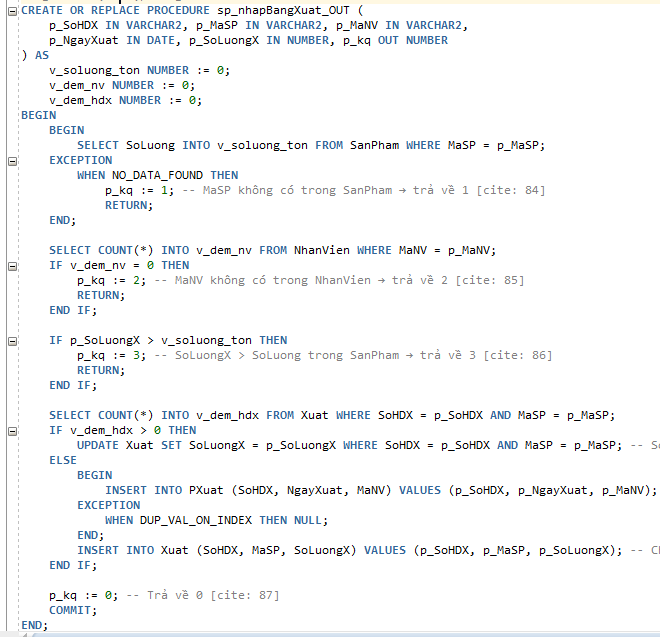 CREATE OR REPLACE PROCEDURE sp_nhapBangXuat_OUT (
    p_SoHDX IN VARCHAR2, p_MaSP IN VARCHAR2, p_MaNV IN VARCHAR2,
    p_NgayXuat IN DATE, p_SoLuongX IN NUMBER, p_kq OUT NUMBER
) AS
    v_soluong_ton NUMBER := 0;
    v_dem_nv NUMBER := 0;
    v_dem_hdx NUMBER := 0;
BEGIN
    BEGIN
        SELECT SoLuong INTO v_soluong_ton FROM SanPham WHERE MaSP = p_MaSP;
    EXCEPTION
        WHEN NO_DATA_FOUND THEN
            p_kq := 1; -- MaSP không có trong SanPham → trả về 1 [cite: 84]
            RETURN;
    END;

    SELECT COUNT(*) INTO v_dem_nv FROM NhanVien WHERE MaNV = p_MaNV;
    IF v_dem_nv = 0 THEN
        p_kq := 2; -- MaNV không có trong NhanVien → trả về 2 [cite: 85]
        RETURN;
    END IF;

    IF p_SoLuongX > v_soluong_ton THEN
        p_kq := 3; -- SoLuongX > SoLuong trong SanPham → trả về 3 [cite: 86]
        RETURN;
    END IF;

    SELECT COUNT(*) INTO v_dem_hdx FROM Xuat WHERE SoHDX = p_SoHDX AND MaSP = p_MaSP;
    IF v_dem_hdx > 0 THEN
        UPDATE Xuat SET SoLuongX = p_SoLuongX WHERE SoHDX = p_SoHDX AND MaSP = p_MaSP; --
    ELSE
        BEGIN
            INSERT INTO PXuat (SoHDX, NgayXuat, MaNV) VALUES (p_SoHDX, p_NgayXuat, p_MaNV);
        EXCEPTION
            WHEN DUP_VAL_ON_INDEX THEN NULL;
        END;
        INSERT INTO Xuat (SoHDX, MaSP, SoLuongX) VALUES (p_SoHDX, p_MaSP, p_SoLuongX); --
    END IF;

    p_kq := 0; -- Trả về 0 [cite: 87]
    COMMIT;
END;